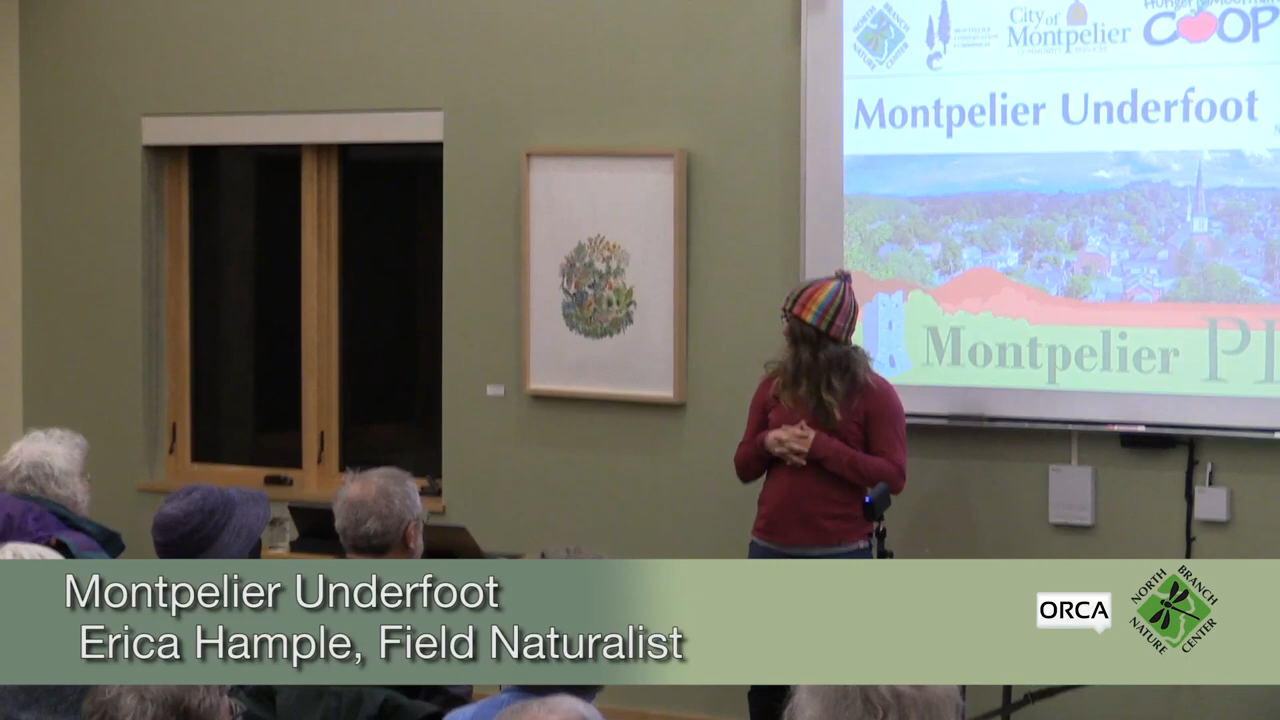 NORTH BRANCH NATURE CENTER
City of
Montpelier
COOP
Montpelier Underfoot
Montpelier
Montpelier Underfoot
Erica Hample, Field Naturalist
ORCA
NORTH BRANCH NATURE CENTER